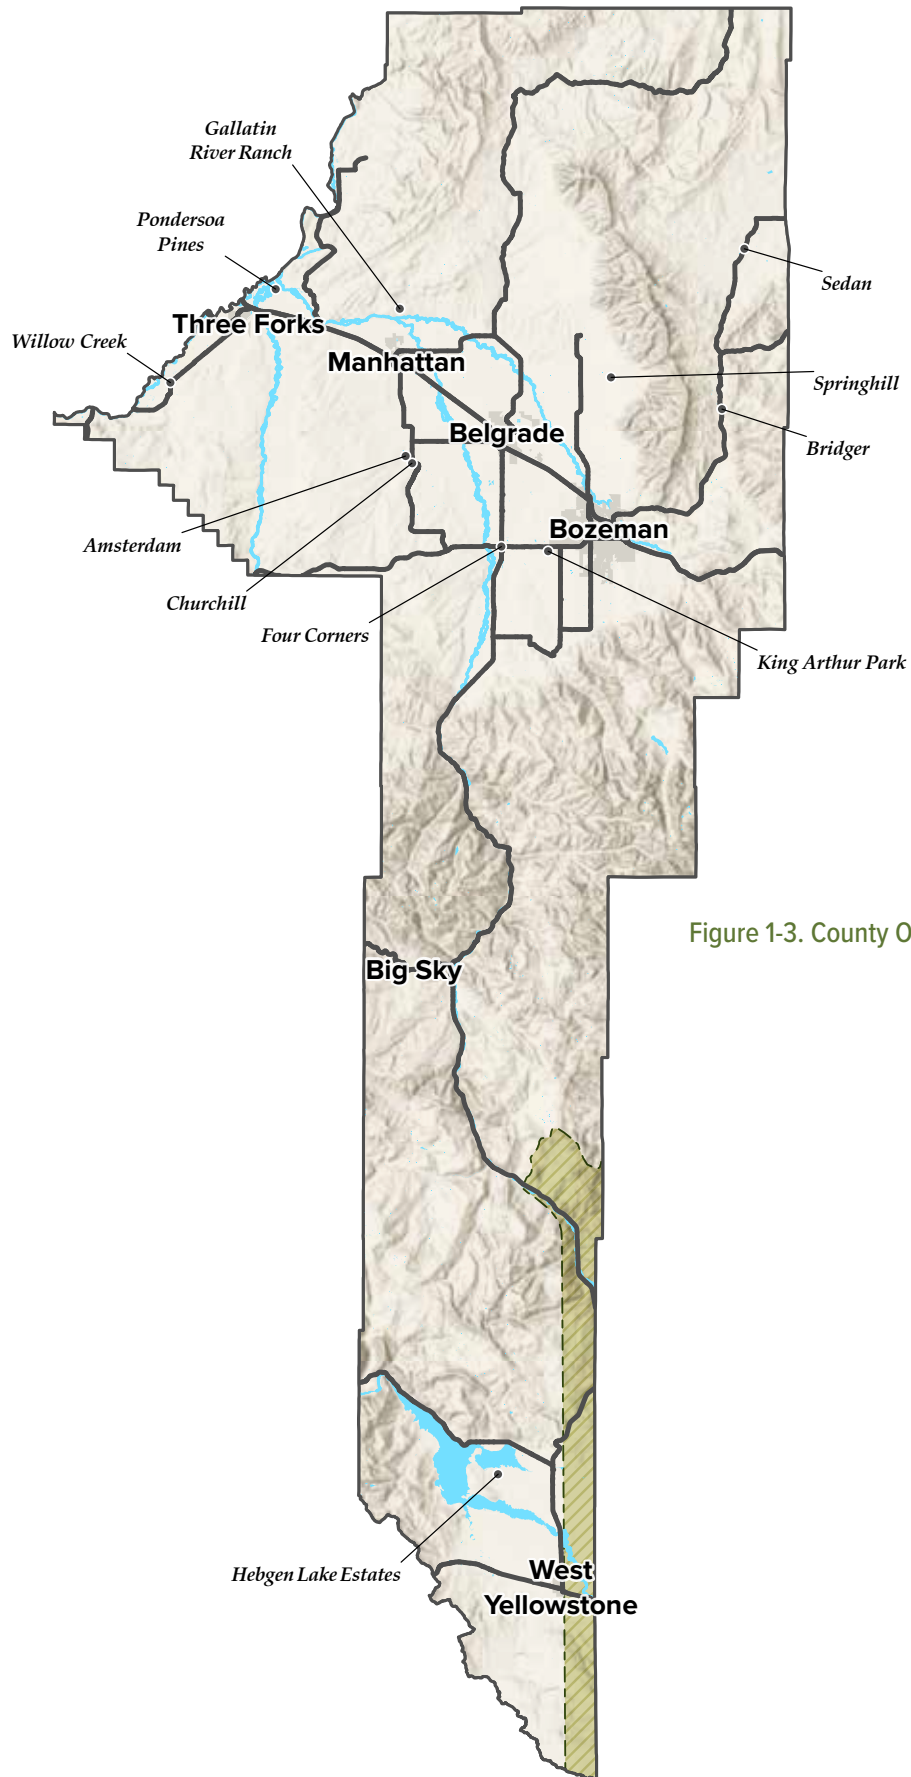 Gallatin
River Ranch
Pondersoa
Pines
Sedan
Three Forks
Willow Creek
Manhattan
Springhill
Belgrade
Bridger
Bozeman
Amsterdam
Churchill
Four Corners
King Arthur Park
Figure 1-3. County O
Big Sky
Hebgen Lake Estates
West
Yellowstone